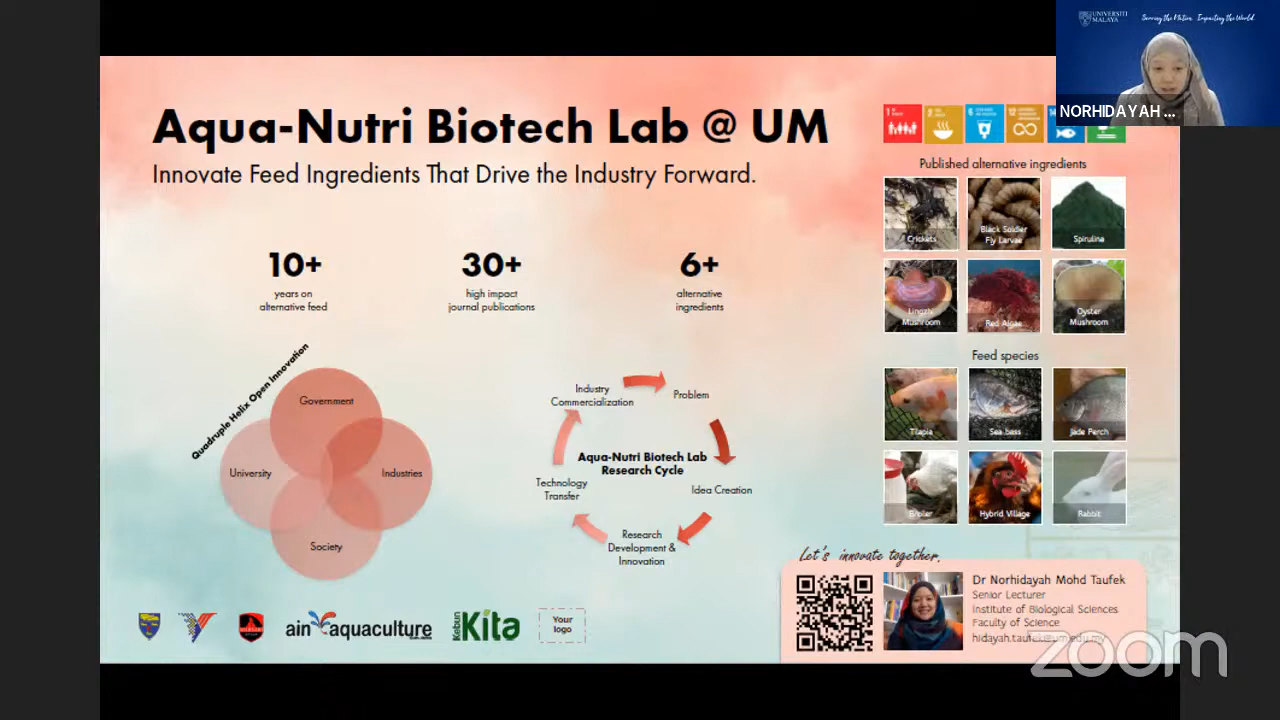 UNIVERSITI
MALAYA
Serving the Nation. Impacting the World.
NORHIDAYAH ...
Aqua-Nutri Biotech Lab @ UM
Innovate Feed Ingredients That Drive the Industry Forward.
10+
years on
alternative feed
30+
high impact
journal publications
6+
alternative
ingredients
Quadruple Helix Open Innovation
Government
University
Industries
Society
Industry
Commercialization
Problem
Aqua-Nutri Biotech Lab
Research Cycle
Technology
Transfer
Idea Creation
Research
Development &
Innovation
Published alternative ingredients
Crickets
Black Soldier
Fly Larvae
Spirulina
Lingzhi
Mushroom
Red Algae
Oyster
Mushroom
Feed species
Tilapia
Sea bass
Jade Perch
Broiler
Hybrid Village
Rabbit
Let's innovate together.
Dr Norhidayah Mohd Taufek
Senior Lecturer
Institute of Biological Sciences
Faculty of Science
hidayah.taufek@um.edu.my
ain aquaculture
Kebun
Kita
Your
logo
zoom